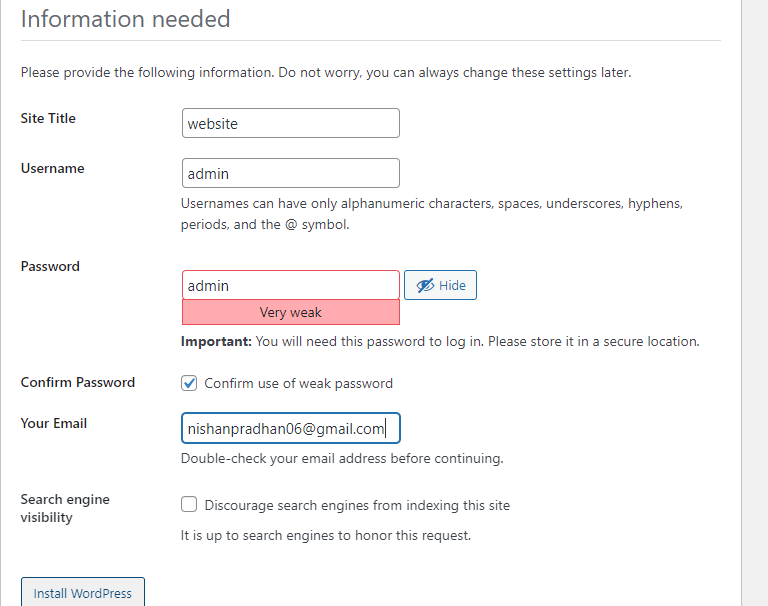 Information needed
Please provide the following information. Do not worry, you can always change these settings later.
Site Title
website
Username
admin
Usernames can have only alphanumeric characters, spaces, underscores, hyphens,
periods, and the @ symbol.
Password
admin
Hide
Very weak
Important: You will need this password to log in. Please store it in a secure location.
Confirm Password
Confirm use of weak password
Your Email
nishanpradhan06@gmail.com
Double-check your email address before continuing.
Search engine
visibility
Discourage search engines from indexing this site
It is up to search engines to honor this request.
Install WordPress